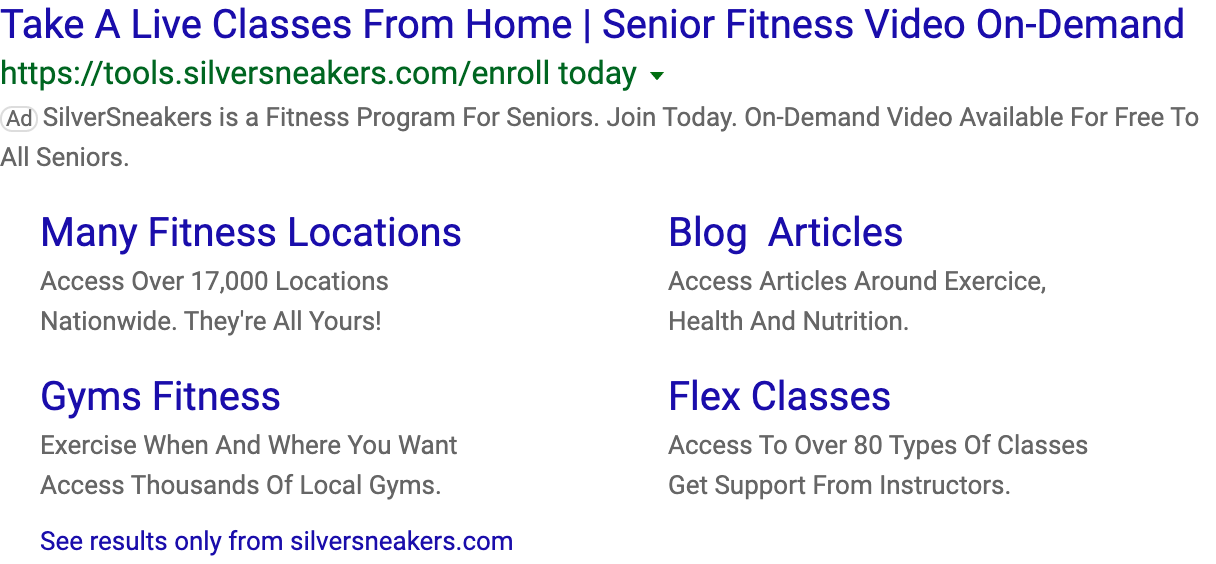 Take A Live Classes From Home | Senior Fitness Video On-Demand
https://tools.silversneakers.com/enroll today
Ad SilverSneakers is a Fitness Program For Seniors. Join Today. On-Demand Video Available For Free To
All Seniors.
Many Fitness Locations
Access Over 17,000 Locations
Nationwide. They're All Yours!
Blog  Articles
Access Articles Around Exercice,
Health And Nutrition.
Gyms Fitness
Exercise When And Where You Want
Access Thousands Of Local Gyms.
Flex Classes
Access To Over 80 Types Of Classes
Get Support From Instructors.
See results only from silversneakers.com